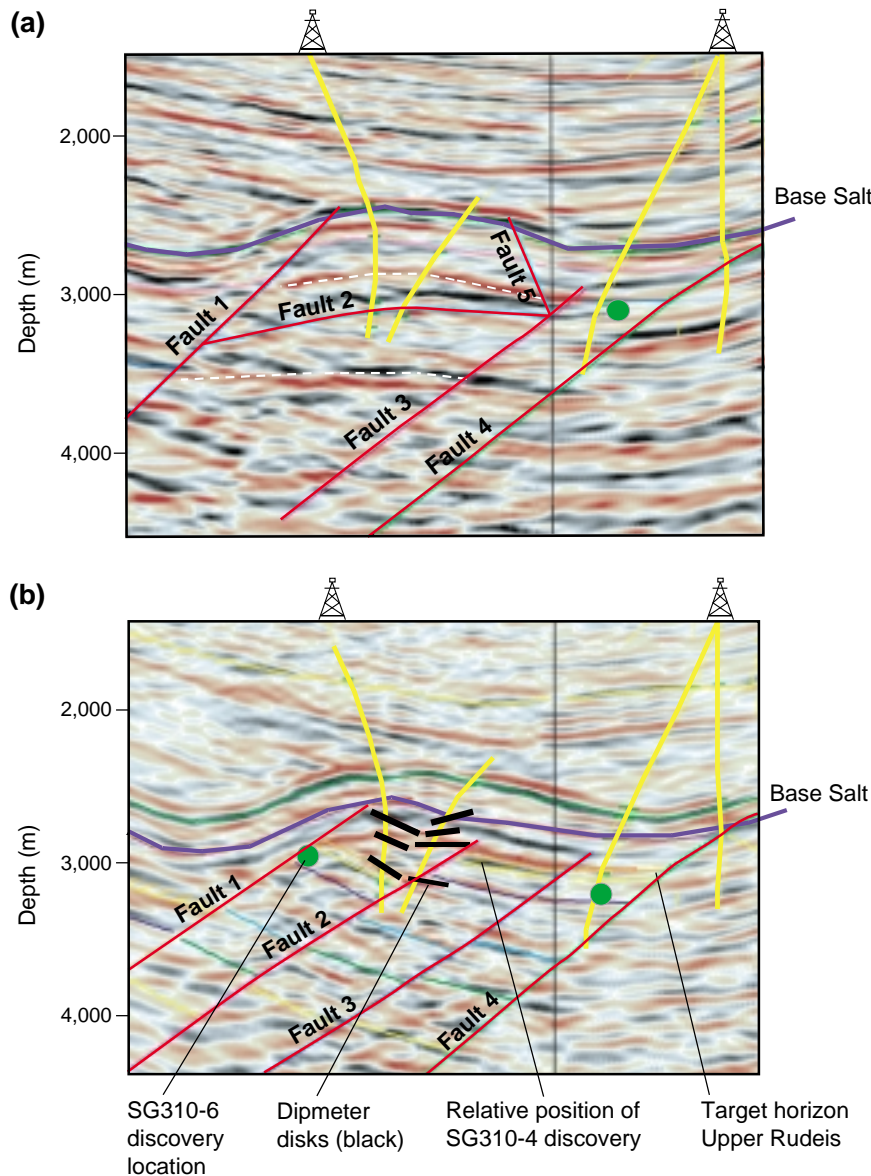 (a)
2,000
Base Salt
3,000
Depth (m)
Fault 1
Fault 2
Fault 5
Fault 3
Fault 4
4,000
(b)
2,000
Base Salt
3,000
Depth (m)
Fault 1
Fault 2
Fault 3
Fault 4
4,000
SG310-6
discovery
location
Dipmeter
disks (black)
Relative position of
SG310-4 discovery
Target horizon
Upper Rudeis